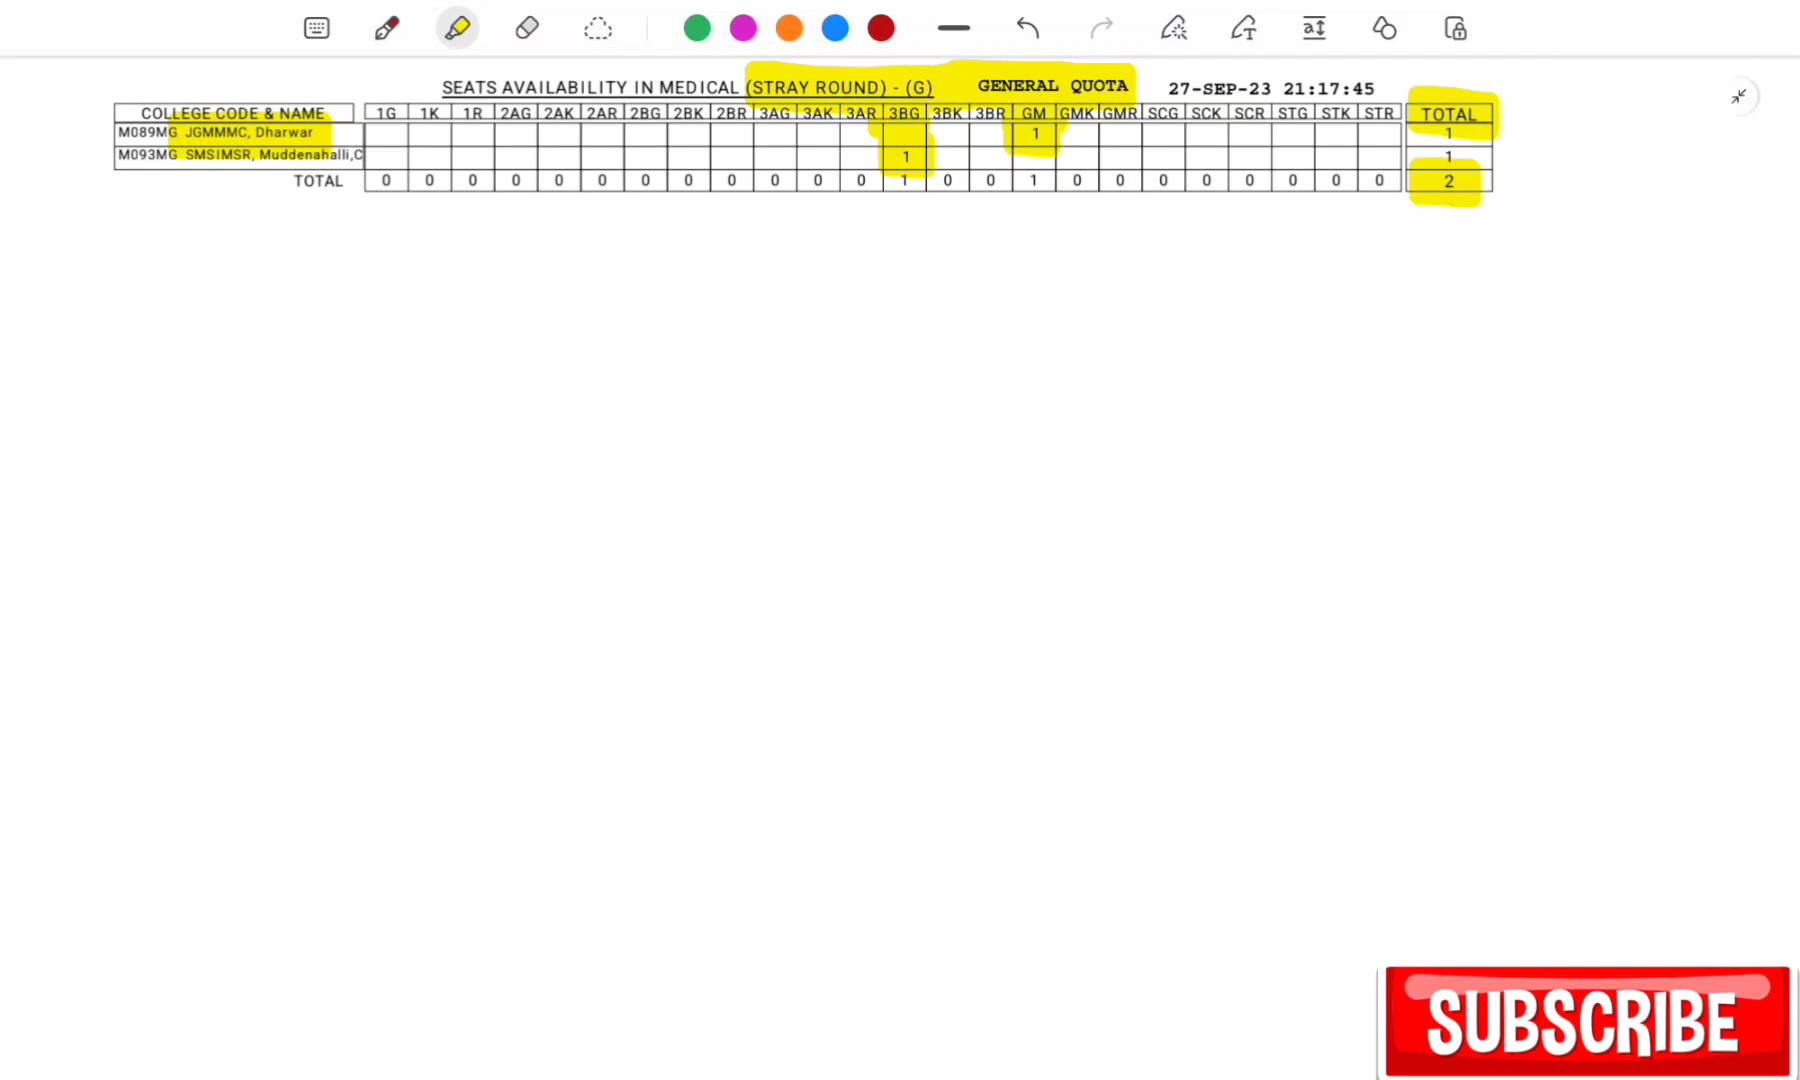 SEATS AVAILABILITY IN MEDICAL (STRAY ROUND) - (G) GENERAL QUOTA 27-SEP-23 21:17:45
COLLEGE CODE & NAME 1G 1K 1R 2AG 2AK 2AR 2BG 2BK 2BR 3AG 3AK 3AR 3BG 3BK 3BR GM GMK GMR SCG SCK SCR STG STK STR TOTAL
M089MG JGMMMC, Dharwar 1 1
M093MG SMSIMSR, Muddenahalli,C 1 1
TOTAL 0 0 0 0 0 0 0 0 0 0 0 0 1 0 0 1 0 0 0 0 0 0 0 0 2
SUBSCRIBE